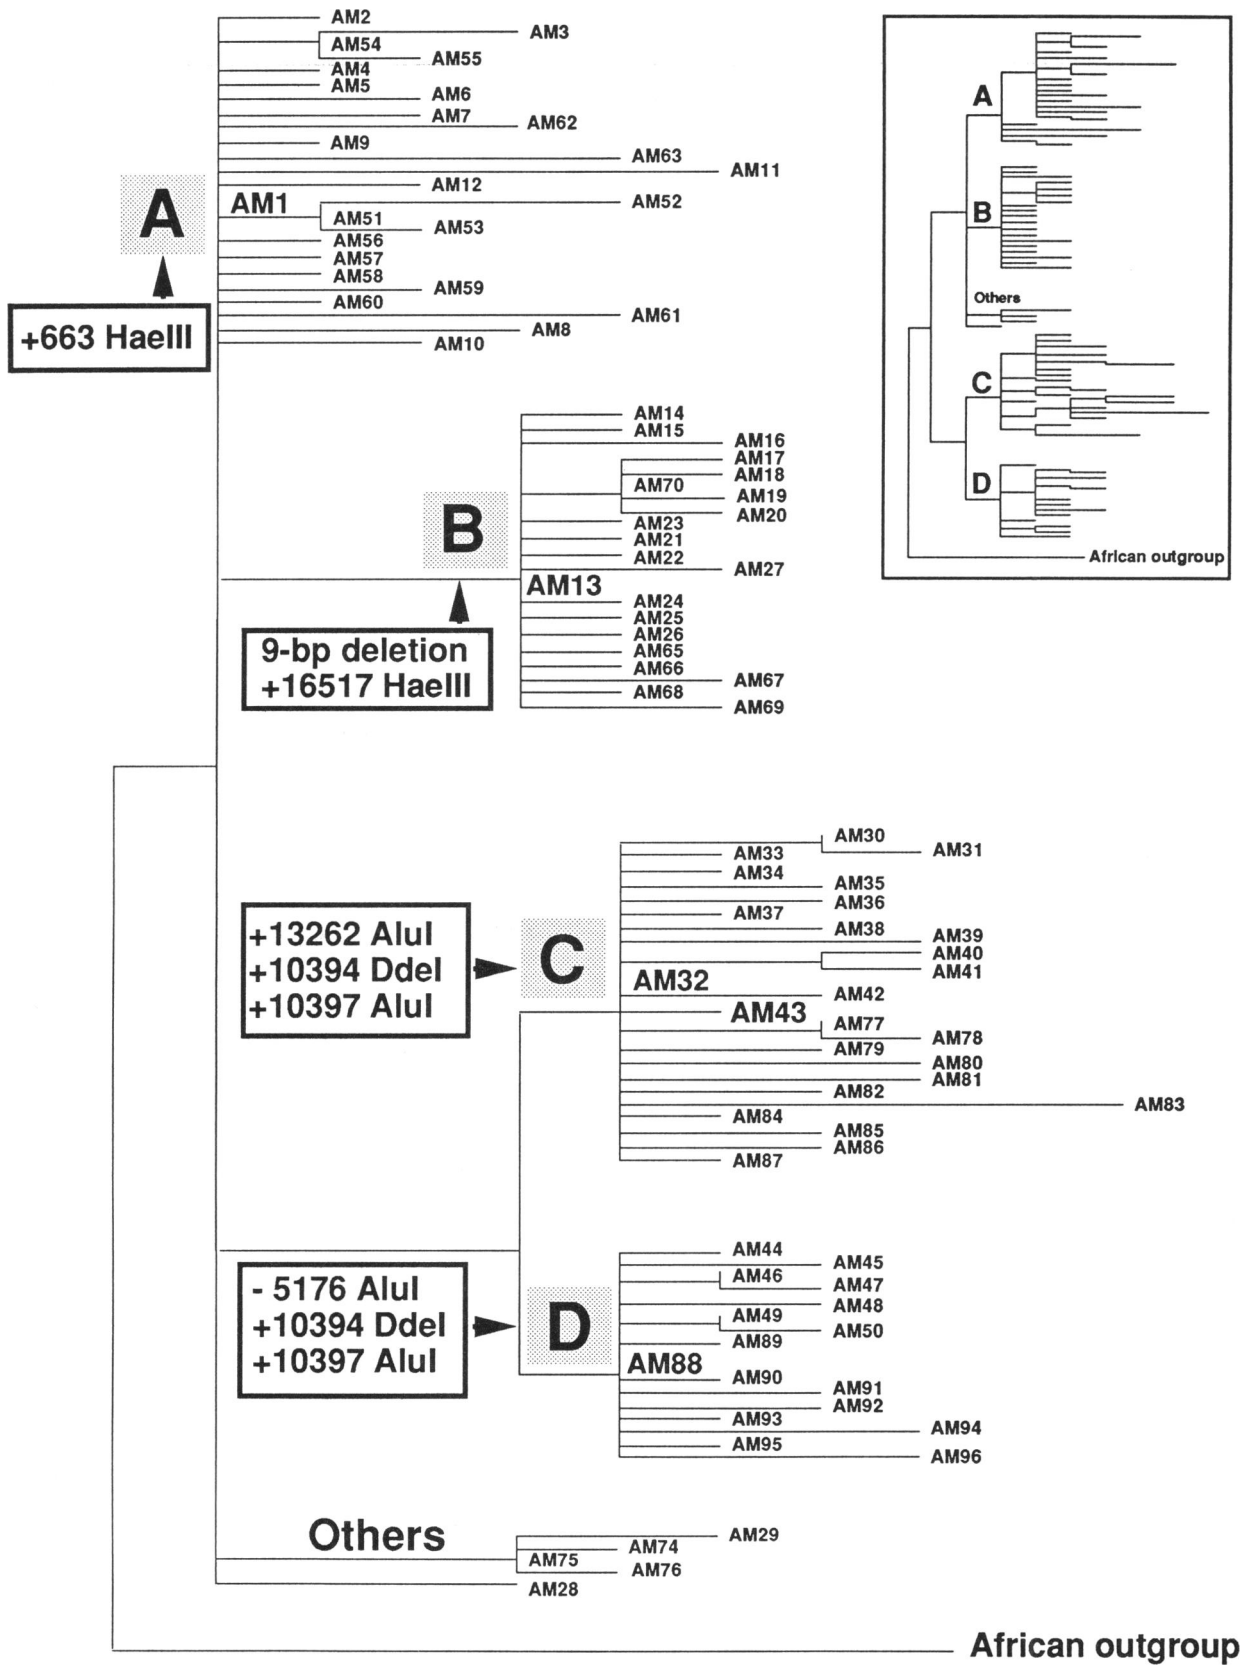 AM2
AM3
AM54
AM55
AM4
AM5
AM6
AM7
AM62
AM9
AM63
AM11
AM12
AM1
AM52
AM51
AM53
AM56
AM57
AM58
AM59
AM60
AM61
AM8
AM10
A
+663 HaeIII
AM14
AM15
AM16
AM17
AM18
AM70
AM19
AM20
AM23
AM21
AM22
AM27
AM13
AM24
AM25
AM26
AM65
AM66
AM67
AM68
AM69
B
9-bp deletion
+16517 HaeIII
AM30
AM31
AM33
AM34
AM35
AM36
AM37
AM38
AM39
AM40
AM41
AM32
AM42
AM43
AM77
AM78
AM79
AM80
AM81
AM82
AM83
AM84
AM85
AM86
AM87
C
+13262 AluI
+10394 DdeI
+10397 AluI
AM44
AM45
AM46
AM47
AM48
AM49
AM50
AM89
AM88
AM90
AM91
AM92
AM93
AM94
AM95
AM96
D
- 5176 AluI
+10394 DdeI
+10397 AluI
Others
AM29
AM74
AM75
AM76
AM28
African outgroup
A
B
Others
C
D
African outgroup